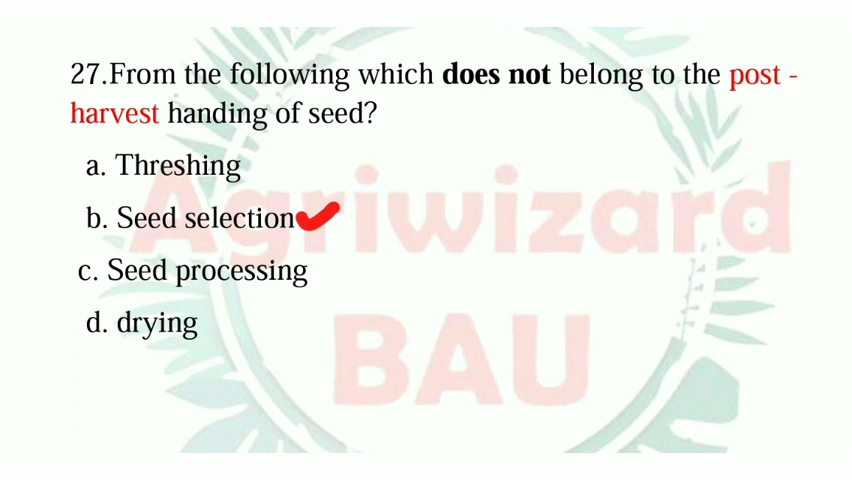 27.From the following which does not belong to the post -
harvest handing of seed?
a. Threshing
b. Seed selection
c. Seed processing
d. drying
Agriwizard
BAU